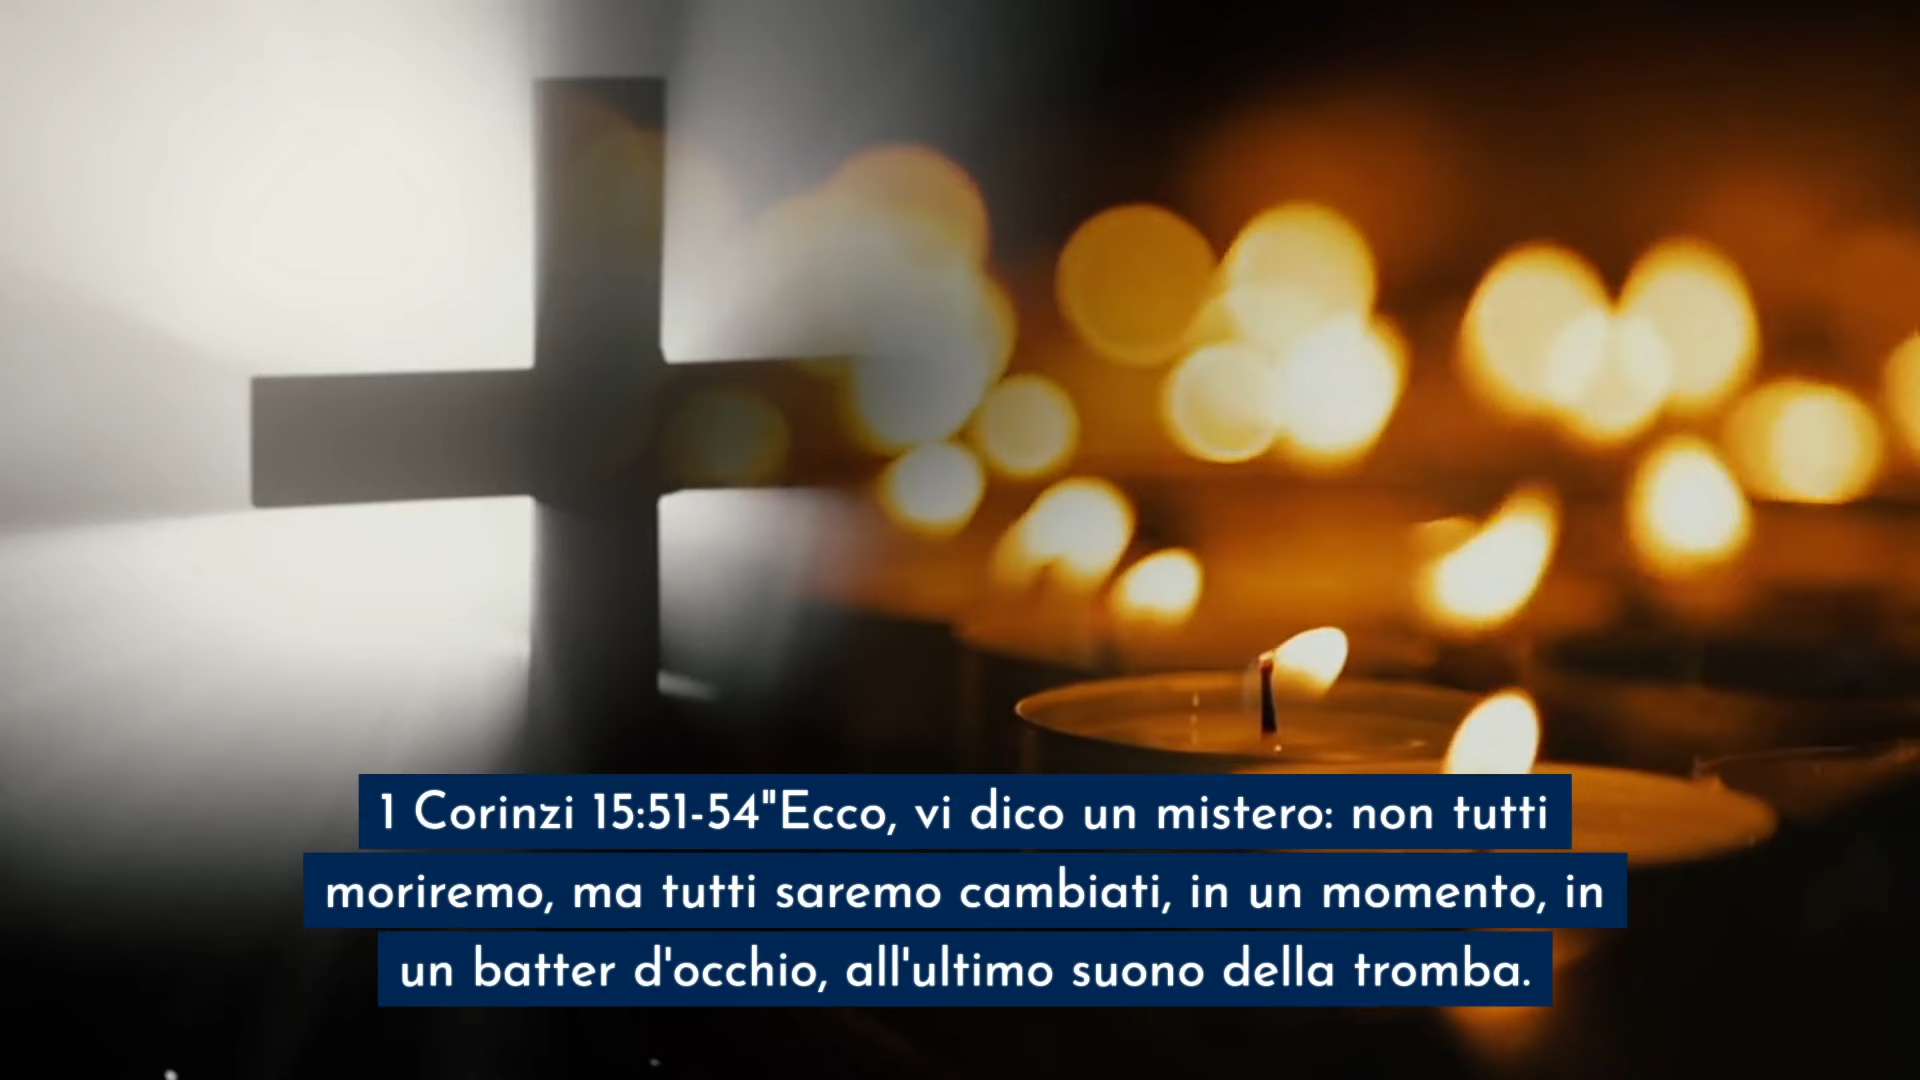 1 Corinzi 15:51-54"Ecco, vi dico un mistero: non tutti
moriremo, ma tutti saremo cambiati, in un momento, in
un batter d'occhio, all'ultimo suono della tromba.